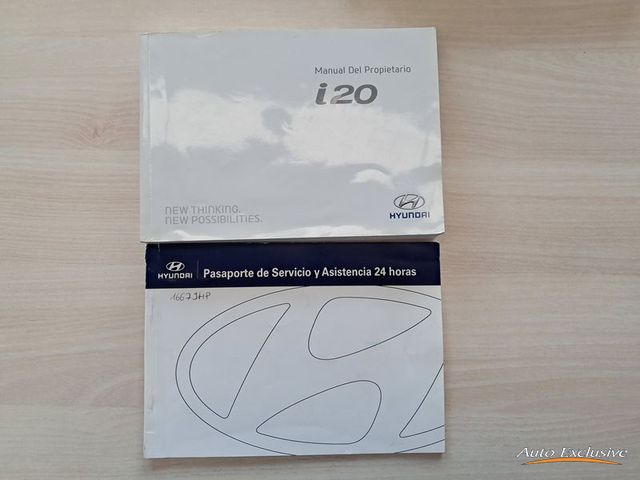 Manual Del Propietario
i20
NEW THINKING.
NEW POSSIBILITIES.
HYUNDAI
HYUNDAI
Pasaporte de Servicio y Asistencia 24 horas
1667JHP
Auto Exclusive